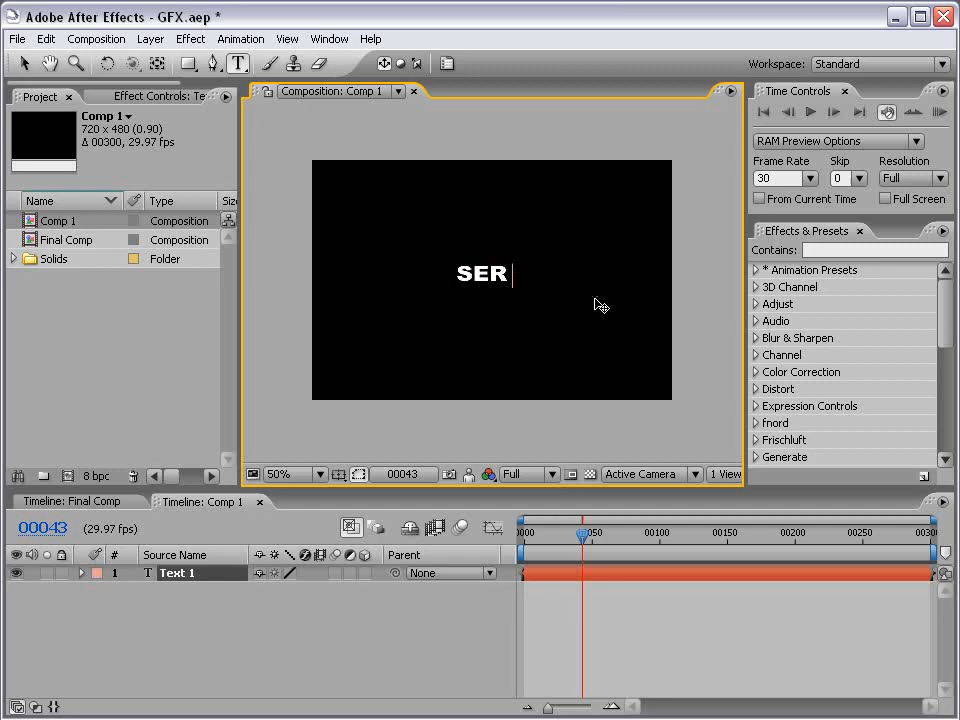 Adobe After Effects - GFX.aep *
File Edit Composition Layer Effect Animation View Window Help
T
Workspace: Standard
Project × Effect Controls:
Comp 1
720 x 480 (0.90)
Δ 00300, 29.97 fps
Name Type
Comp 1 Composition
Final Comp Composition
Solids Folder
8 bpc
Composition: Comp 1 ×
SER
50% 00043 Full Active Camera 1 View
Time Controls ×
RAM Preview Options
Frame Rate Skip Resolution
30 0 Full
From Current Time Full Screen
Effects & Presets ×
Contains:
* Animation Presets
3D Channel
Adjust
Audio
Blur & Sharpen
Channel
Color Correction
Distort
Expression Controls
fnord
Frischluft
Generate
Timeline: Final Comp Timeline: Comp 1 ×
00043 (29.97 fps)
# Source Name Parent
1 T Text 1 None
00100 00150 00200 00250